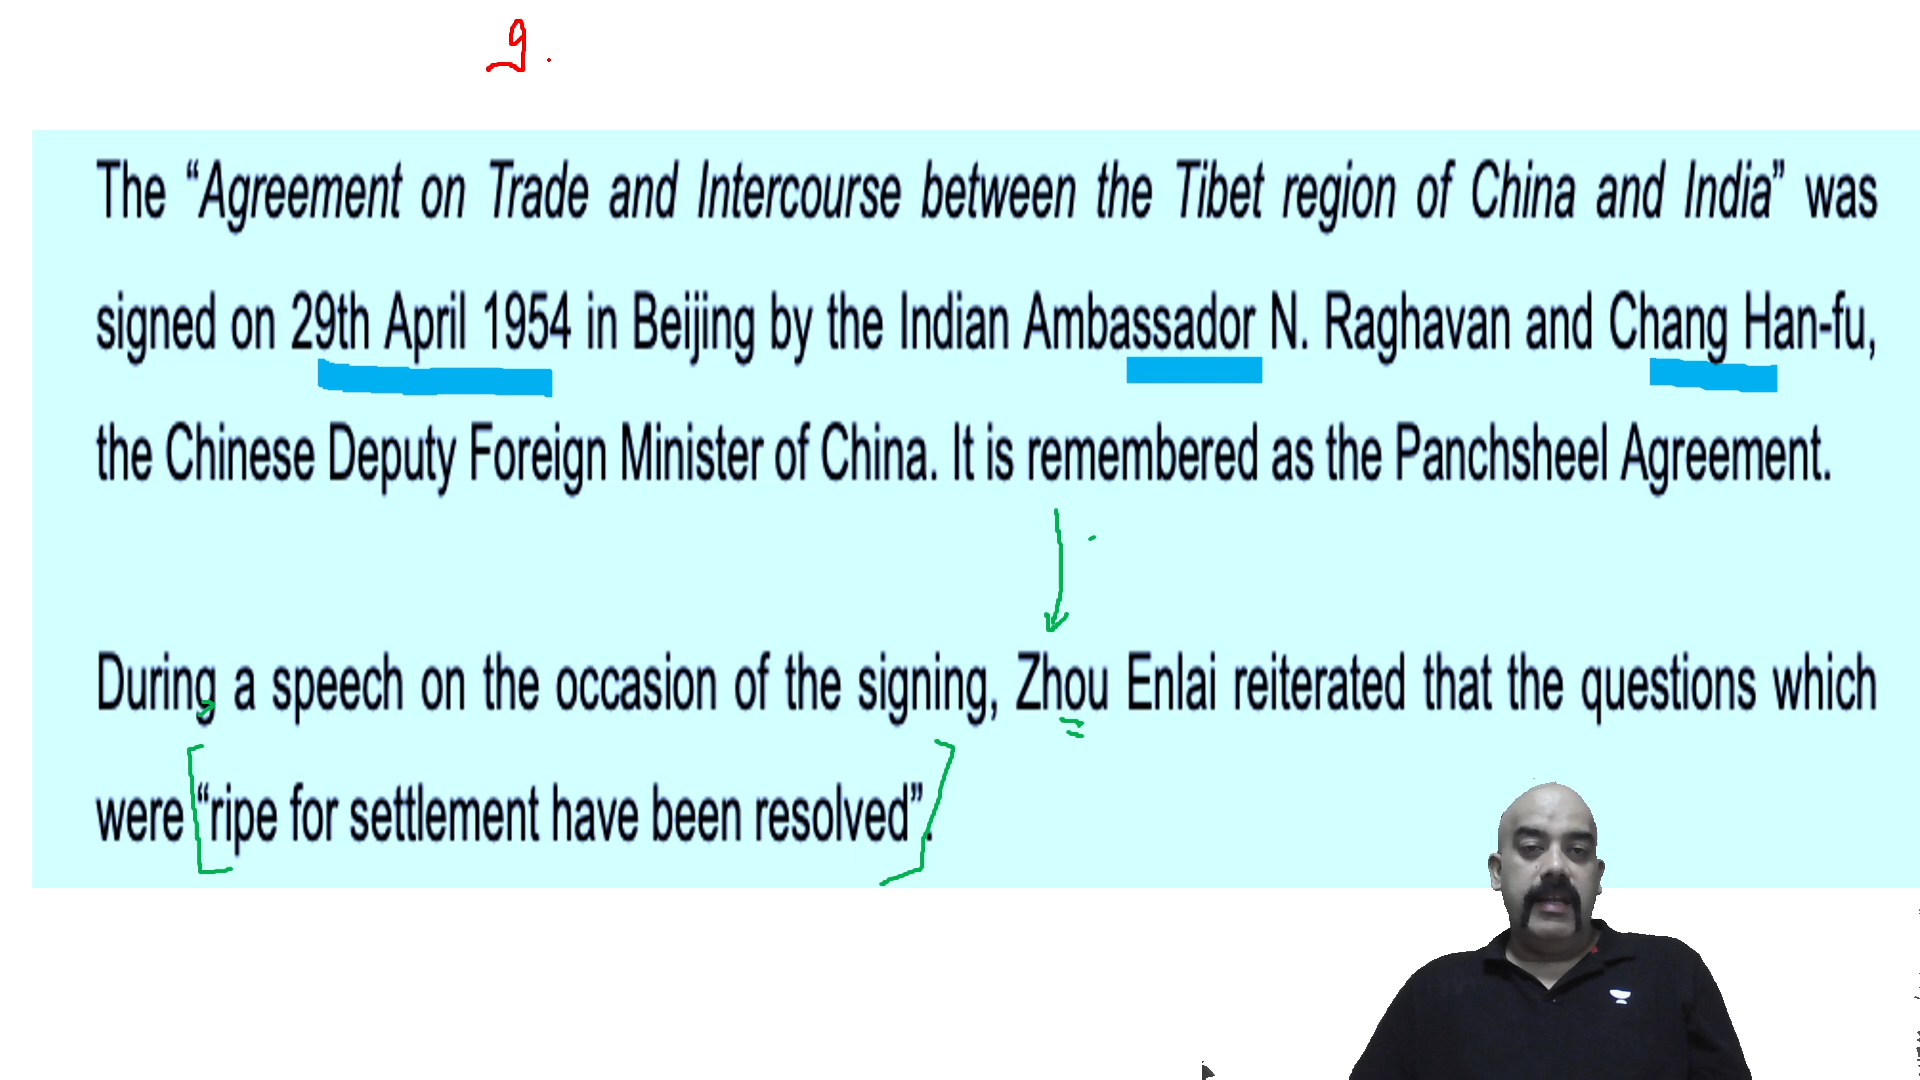 9.
The “Agreement on Trade and Intercourse between the Tibet region of China and India” was
signed on 29th April 1954 in Beijing by the Indian Ambassador N. Raghavan and Chang Han-fu,
the Chinese Deputy Foreign Minister of China. It is remembered as the Panchsheel Agreement.
During a speech on the occasion of the signing, Zhou Enlai reiterated that the questions which
were “ripe for settlement have been resolved”.